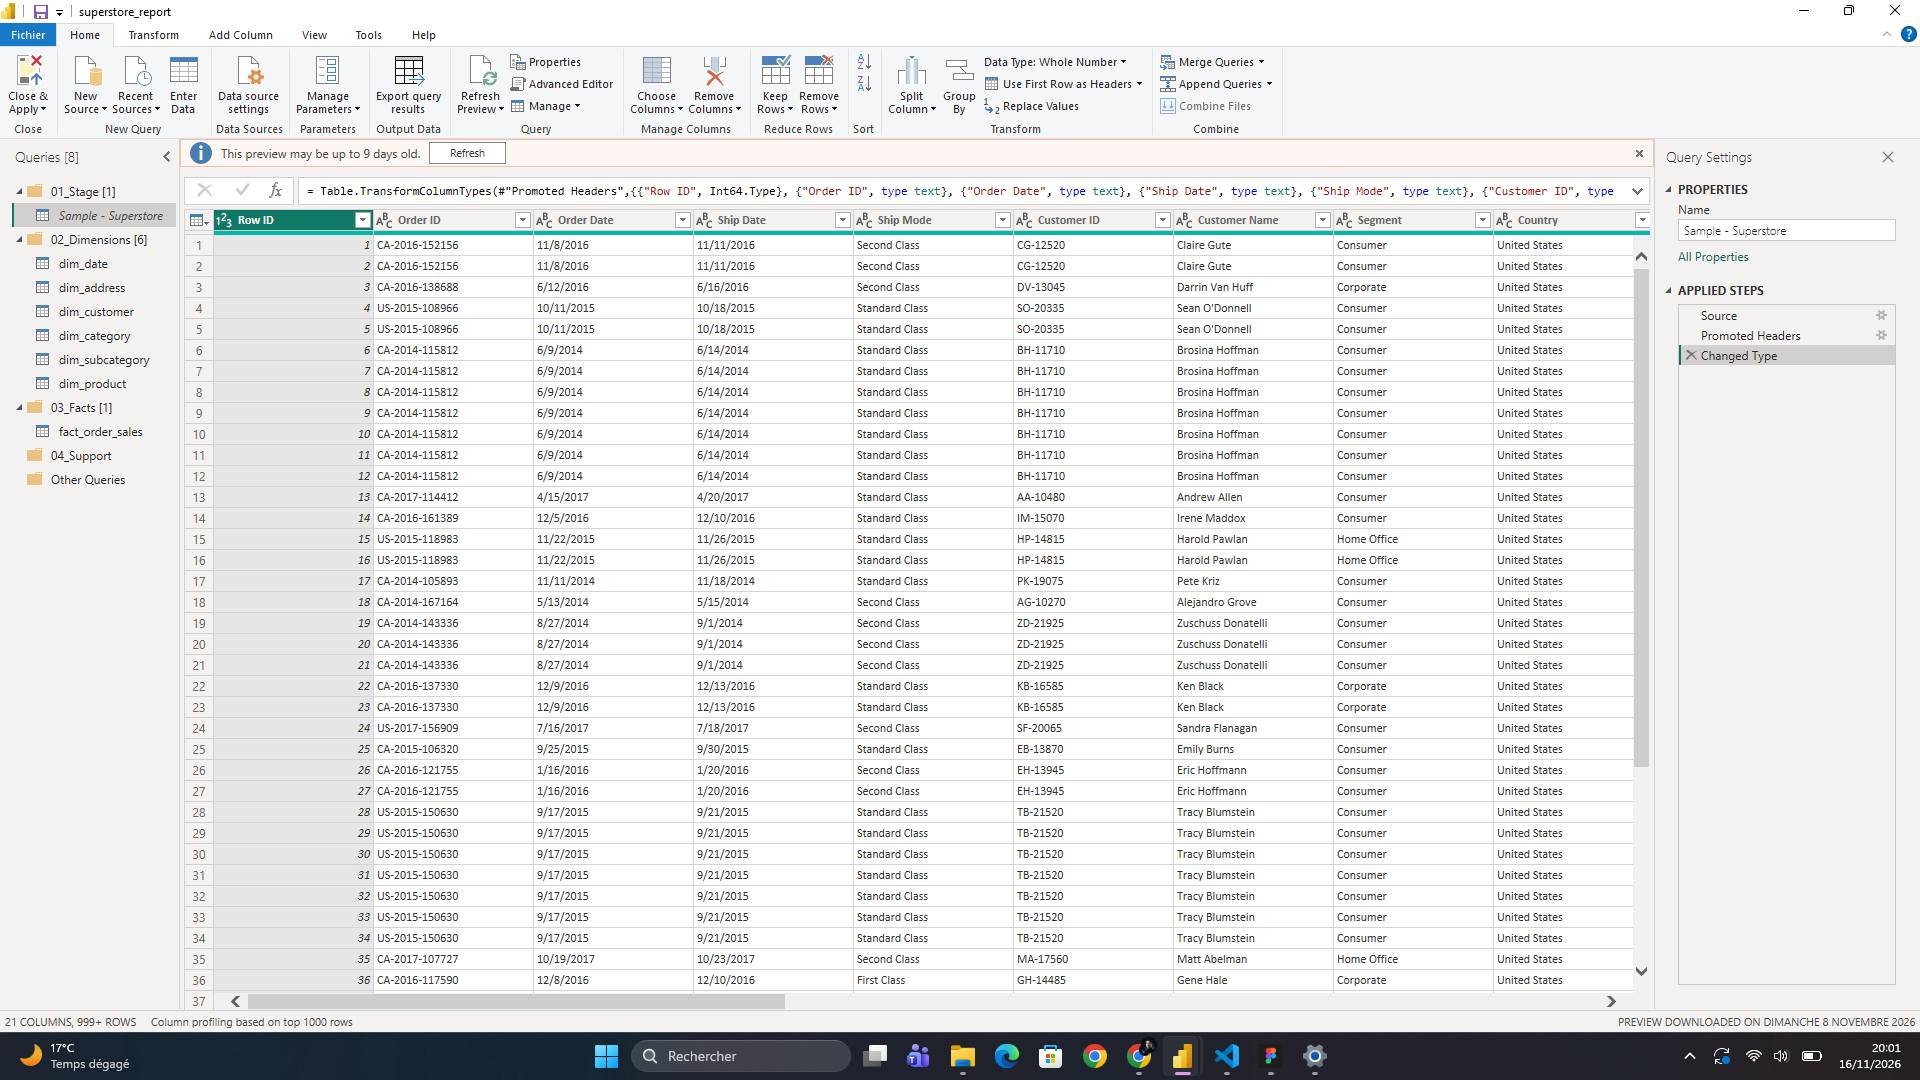 superstore_report
Fichier Home Transform Add Column View Tools Help
Close & Apply New Source Recent Sources Enter Data Data source settings Manage Parameters Export query results Refresh Preview Properties Advanced Editor Manage Choose Columns Remove Columns Keep Rows Remove Rows Split Column Group By Data Type: Whole Number Use First Row as Headers Replace Values Merge Queries Append Queries Combine Files
Close New Query Data Sources Parameters Output Data Query Manage Columns Reduce Rows Sort Transform Combine
Queries [8]
01_Stage [1]
Sample - Superstore
02_Dimensions [6]
dim_date
dim_address
dim_customer
dim_category
dim_subcategory
dim_product
03_Facts [1]
fact_order_sales
04_Support
Other Queries
This preview may be up to 9 days old. Refresh
= Table.TransformColumnTypes(#"Promoted Headers",{{"Row ID", Int64.Type}, {"Order ID", type text}, {"Order Date", type text}, {"Ship Date", type text}, {"Ship Mode", type text}, {"Customer ID", type
Row ID Order ID Order Date Ship Date Ship Mode Customer ID Customer Name Segment Country
1 1 CA-2016-152156 11/8/2016 11/11/2016 Second Class CG-12520 Claire Gute Consumer United States
2 2 CA-2016-152156 11/8/2016 11/11/2016 Second Class CG-12520 Claire Gute Consumer United States
3 3 CA-2016-138688 6/12/2016 6/16/2016 Second Class DV-13045 Darrin Van Huff Corporate United States
4 4 US-2015-108966 10/11/2015 10/18/2015 Standard Class SO-20335 Sean O'Donnell Consumer United States
5 5 US-2015-108966 10/11/2015 10/18/2015 Standard Class SO-20335 Sean O'Donnell Consumer United States
6 6 CA-2014-115812 6/9/2014 6/14/2014 Standard Class BH-11710 Brosina Hoffman Consumer United States
7 7 CA-2014-115812 6/9/2014 6/14/2014 Standard Class BH-11710 Brosina Hoffman Consumer United States
8 8 CA-2014-115812 6/9/2014 6/14/2014 Standard Class BH-11710 Brosina Hoffman Consumer United States
9 9 CA-2014-115812 6/9/2014 6/14/2014 Standard Class BH-11710 Brosina Hoffman Consumer United States
10 10 CA-2014-115812 6/9/2014 6/14/2014 Standard Class BH-11710 Brosina Hoffman Consumer United States
11 11 CA-2014-115812 6/9/2014 6/14/2014 Standard Class BH-11710 Brosina Hoffman Consumer United States
12 12 CA-2014-115812 6/9/2014 6/14/2014 Standard Class BH-11710 Brosina Hoffman Consumer United States
13 13 CA-2017-114412 4/15/2017 4/20/2017 Standard Class AA-10480 Andrew Allen Consumer United States
14 14 CA-2016-161389 12/5/2016 12/10/2016 Standard Class IM-15070 Irene Maddox Consumer United States
15 15 US-2015-118983 11/22/2015 11/26/2015 Standard Class HP-14815 Harold Pawlan Home Office United States
16 16 US-2015-118983 11/22/2015 11/26/2015 Standard Class HP-14815 Harold Pawlan Home Office United States
17 17 CA-2014-105893 11/11/2014 11/18/2014 Standard Class PK-19075 Pete Kriz Consumer United States
18 18 CA-2014-167164 5/13/2014 5/15/2014 Second Class AG-10270 Alejandro Grove Consumer United States
19 19 CA-2014-143336 8/27/2014 9/1/2014 Second Class ZD-21925 Zuschuss Donatelli Consumer United States
20 20 CA-2014-143336 8/27/2014 9/1/2014 Second Class ZD-21925 Zuschuss Donatelli Consumer United States
21 21 CA-2014-143336 8/27/2014 9/1/2014 Second Class ZD-21925 Zuschuss Donatelli Consumer United States
22 22 CA-2016-137330 12/9/2016 12/13/2016 Standard Class KB-16585 Ken Black Corporate United States
23 23 CA-2016-137330 12/9/2016 12/13/2016 Standard Class KB-16585 Ken Black Corporate United States
24 24 US-2017-156909 7/16/2017 7/18/2017 Second Class SF-20065 Sandra Flanagan Consumer United States
25 25 CA-2015-106320 9/25/2015 9/30/2015 Standard Class EB-13870 Emily Burns Consumer United States
26 26 CA-2016-121755 1/16/2016 1/20/2016 Second Class EH-13945 Eric Hoffmann Consumer United States
27 27 CA-2016-121755 1/16/2016 1/20/2016 Second Class EH-13945 Eric Hoffmann Consumer United States
28 28 US-2015-150630 9/17/2015 9/21/2015 Standard Class TB-21520 Tracy Blumstein Consumer United States
29 29 US-2015-150630 9/17/2015 9/21/2015 Standard Class TB-21520 Tracy Blumstein Consumer United States
30 30 US-2015-150630 9/17/2015 9/21/2015 Standard Class TB-21520 Tracy Blumstein Consumer United States
31 31 US-2015-150630 9/17/2015 9/21/2015 Standard Class TB-21520 Tracy Blumstein Consumer United States
32 32 US-2015-150630 9/17/2015 9/21/2015 Standard Class TB-21520 Tracy Blumstein Consumer United States
33 33 US-2015-150630 9/17/2015 9/21/2015 Standard Class TB-21520 Tracy Blumstein Consumer United States
34 34 US-2015-150630 9/17/2015 9/21/2015 Standard Class TB-21520 Tracy Blumstein Consumer United States
35 35 CA-2017-107727 10/19/2017 10/23/2017 Second Class MA-17560 Matt Abelman Home Office United States
36 36 CA-2016-117590 12/8/2016 12/10/2016 First Class GH-14485 Gene Hale Corporate United States
37
Query Settings
PROPERTIES
Name
Sample - Superstore
All Properties
APPLIED STEPS
Source
Promoted Headers
Changed Type
21 COLUMNS, 999+ ROWS Column profiling based on top 1000 rows PREVIEW DOWNLOADED ON DIMANCHE 8 NOVEMBRE 2026
17°C
Temps dégagé
Rechercher
20:01
16/11/2026